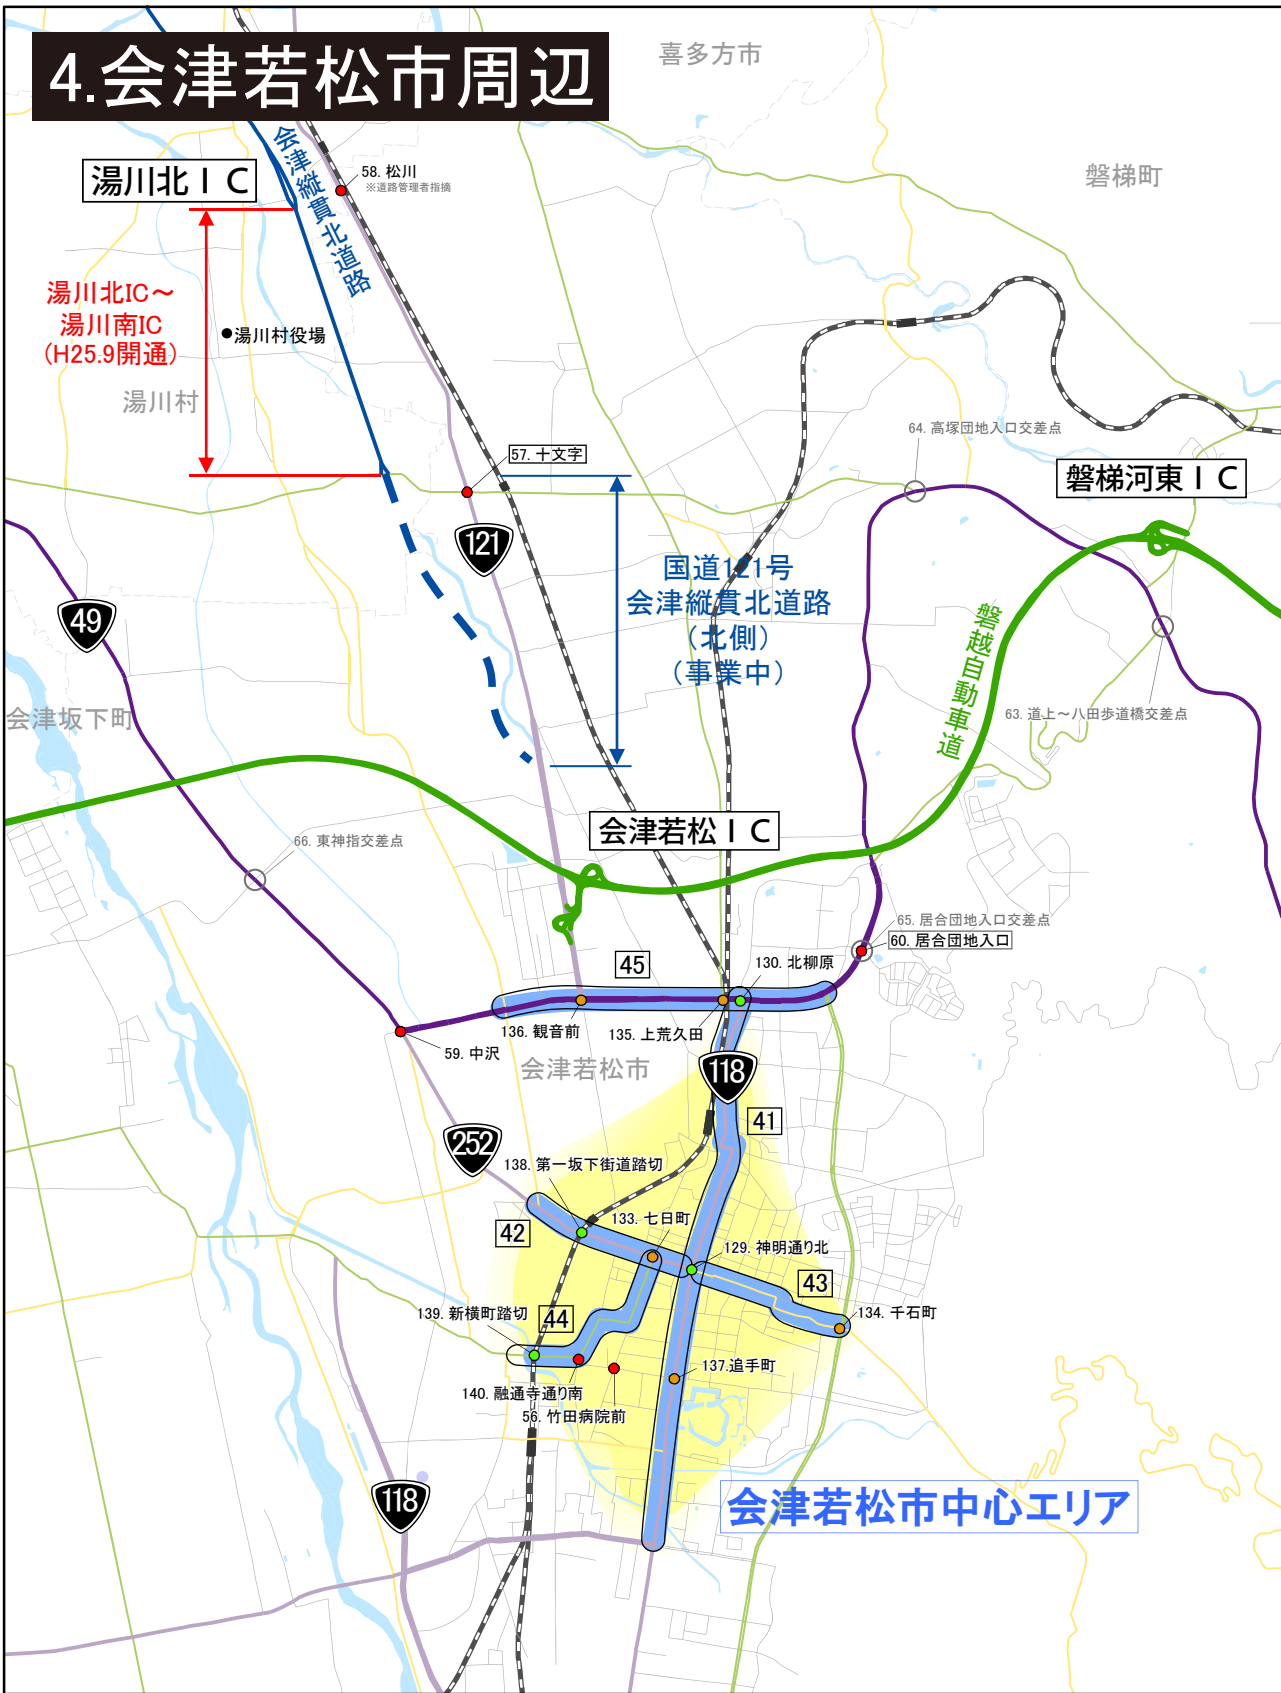 4.会津若松市周辺
喜多方市
磐梯町
湯川北ＩＣ
会津縦貫北道路
58. 松川
※道路管理者指摘
湯川北IC～
湯川南IC
(H25.9開通)
湯川村役場
湯川村
57. 十文字
64. 高塚団地入口交差点
磐梯河東ＩＣ
121
国道121号
会津縦貫北道路
（北側）
（事業中）
49
磐越自動車道
会津坂下町
63. 道上～八田歩道橋交差点
会津若松ＩＣ
66. 東神指交差点
65. 居合団地入口交差点
60. 居合団地入口
45
130. 北柳原
136. 観音前
135. 上荒久田
59. 中沢
会津若松市
118
41
252
138. 第一坂下街道踏切
133. 七日町
42
129. 神明通り北
43
139. 新横町踏切
44
134. 千石町
137.追手町
140. 融通寺通り南
56. 竹田病院前
118
会津若松市中心エリア